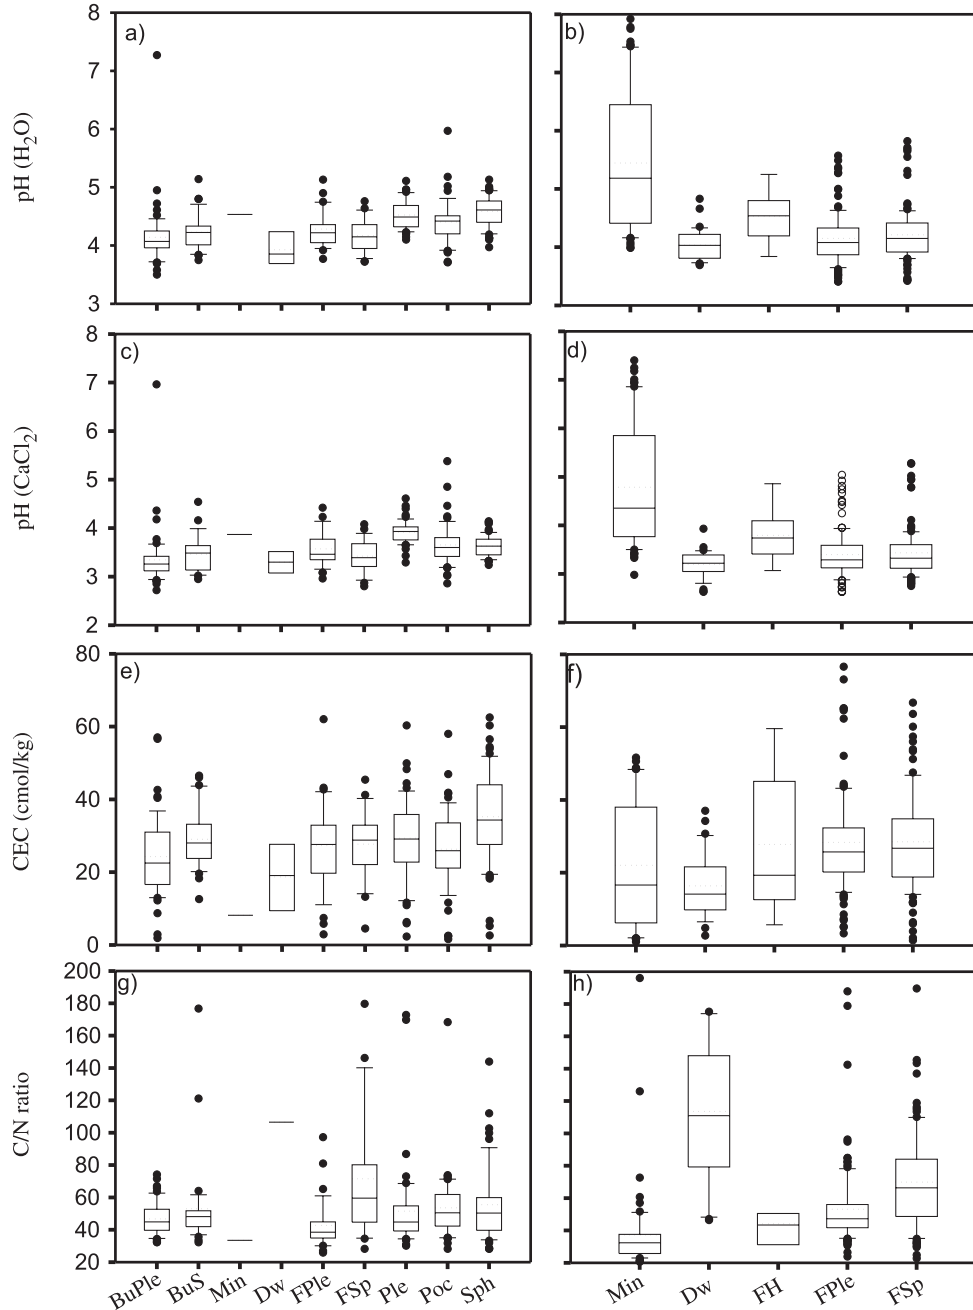 a)
b)
8
7
6
5
4
3
pH (H2O)
c)
d)
8
7
6
5
4
3
2
pH (CaCl2)
e)
f)
80
60
40
20
0
CEC (cmol/kg)
g)
h)
200
180
160
140
120
100
80
60
40
20
C/N ratio
BuPle BuS Min Dw FPle FSp Ple Poc Sph
Min Dw FH FPle FSp